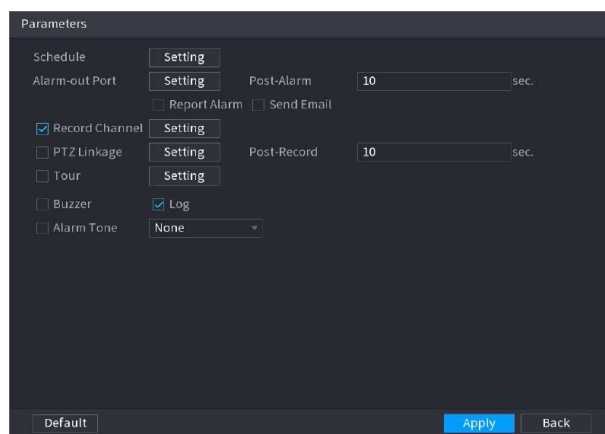 Parameters
Schedule Setting
Alarm-out Port Setting Post-Alarm 10 sec.
Report Alarm Send Email
Record Channel Setting
PTZ Linkage Setting Post-Record 10 sec.
Tour Setting
Buzzer Log
Alarm Tone None
Default Apply Back